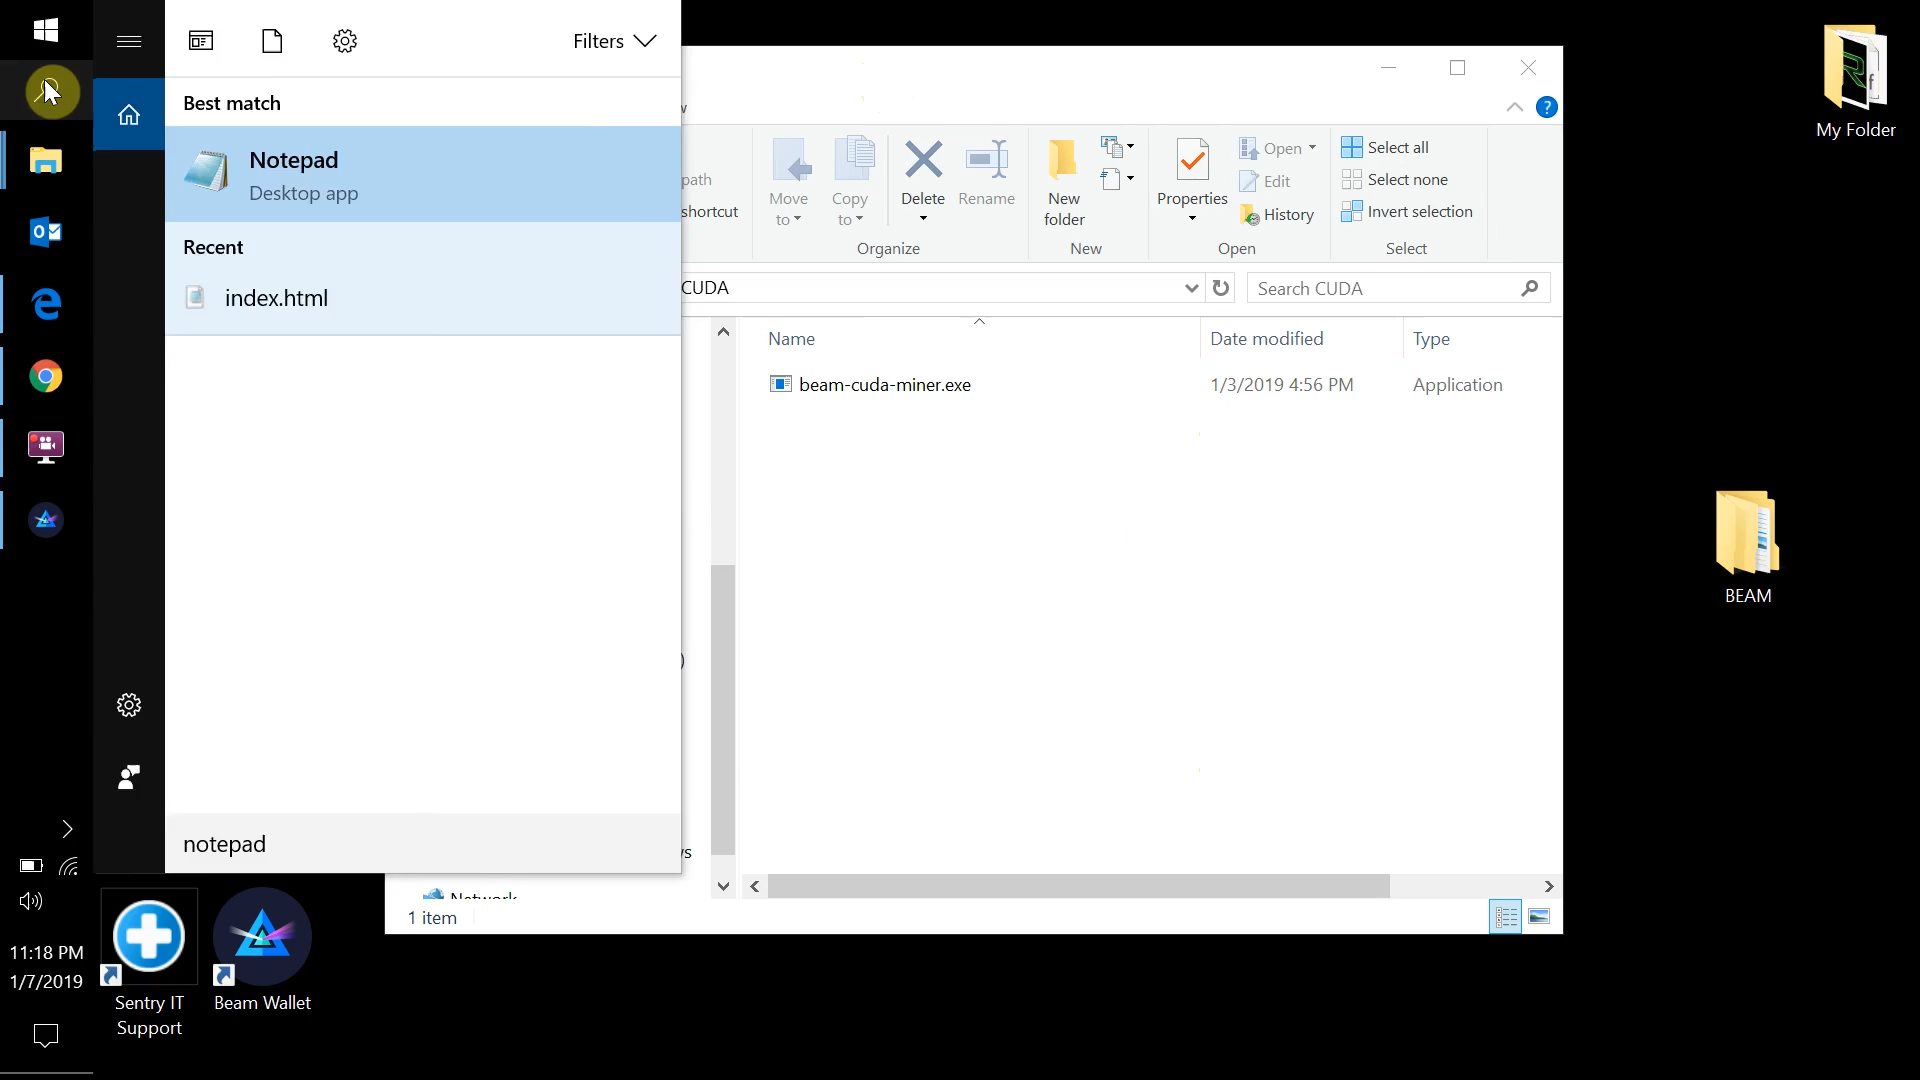 Filters
Best match
Notepad
Desktop app
Recent
index.html
notepad
path
shortcut
Move to
Copy to
Delete
Rename
Organize
New folder
New
Properties
Open
Edit
History
Open
Select all
Select none
Invert selection
Select
CUDA
Search CUDA
Name
Date modified
Type
beam-cuda-miner.exe
1/3/2019 4:56 PM
Application
Network
1 item
My Folder
BEAM
11:18 PM
1/7/2019
Sentry IT
Support
Beam Wallet